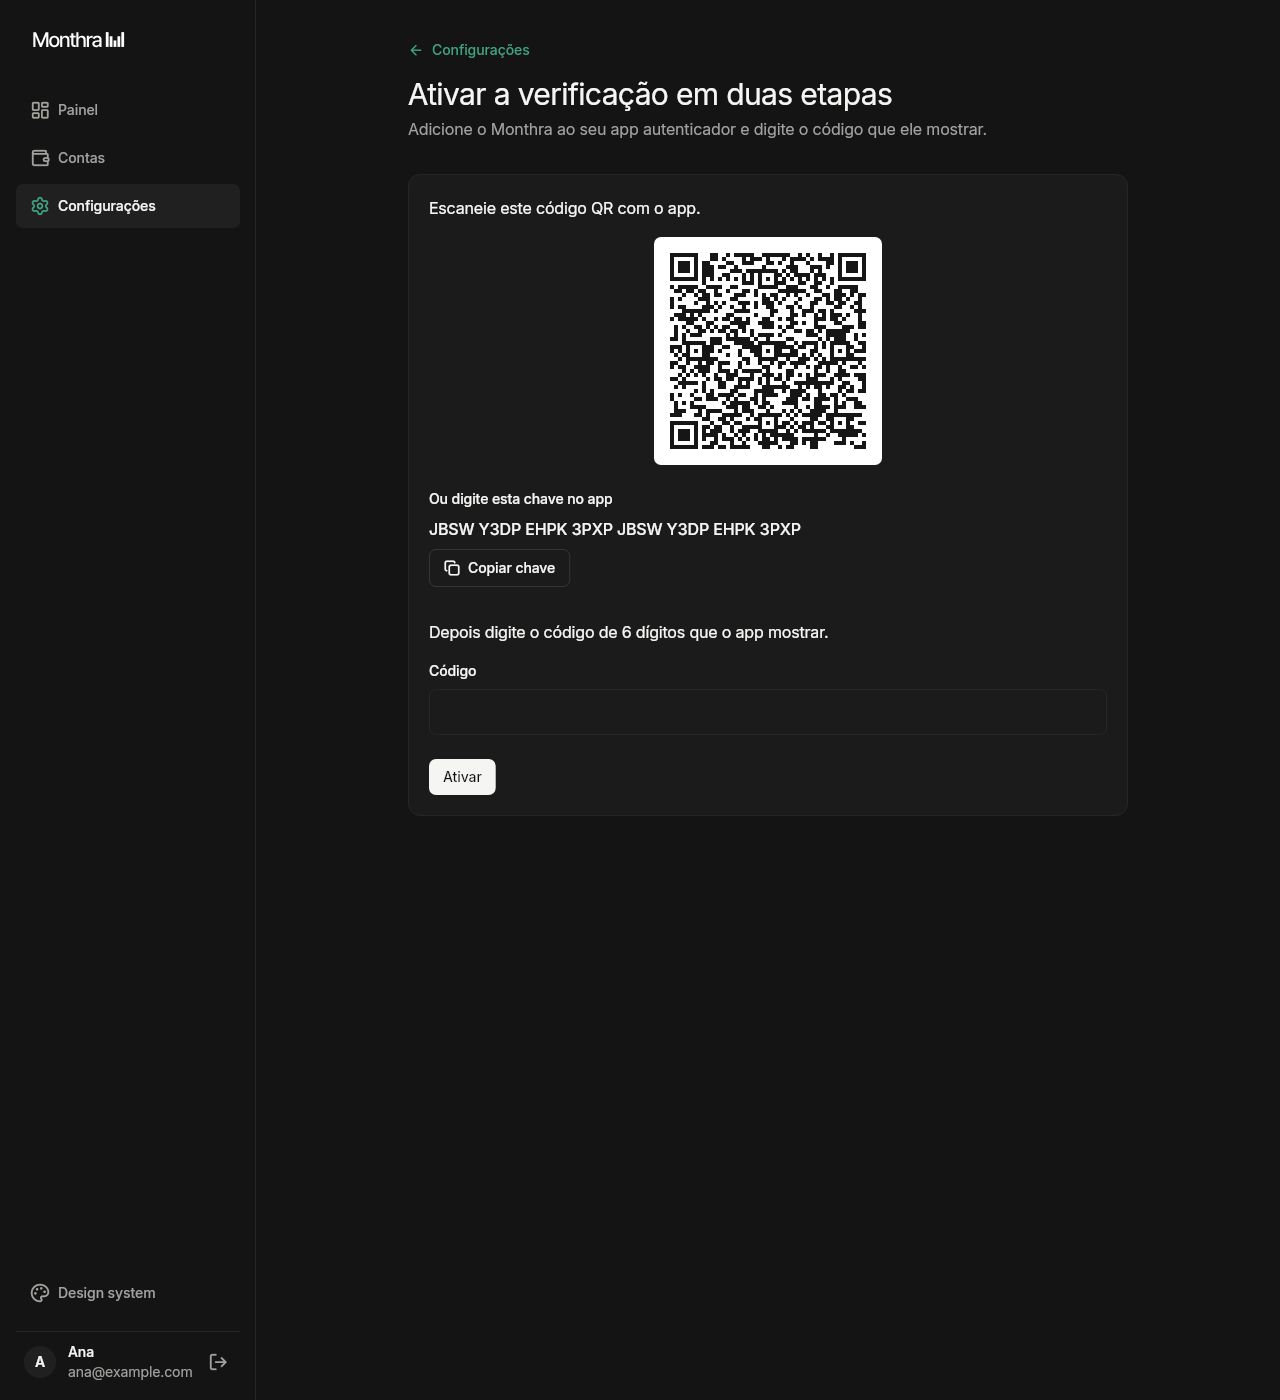 Monthra
Painel
Contas
Configurações
Configurações
Ativar a verificação em duas etapas
Adicione o Monthra ao seu app autenticador e digite o código que ele mostrar.
Escaneie este código QR com o app.
Ou digite esta chave no app
JBSW Y3DP EHPK 3PXP JBSW Y3DP EHPK 3PXP
Copiar chave
Depois digite o código de 6 dígitos que o app mostrar.
Código
Ativar
Design system
A
Ana
ana@example.com